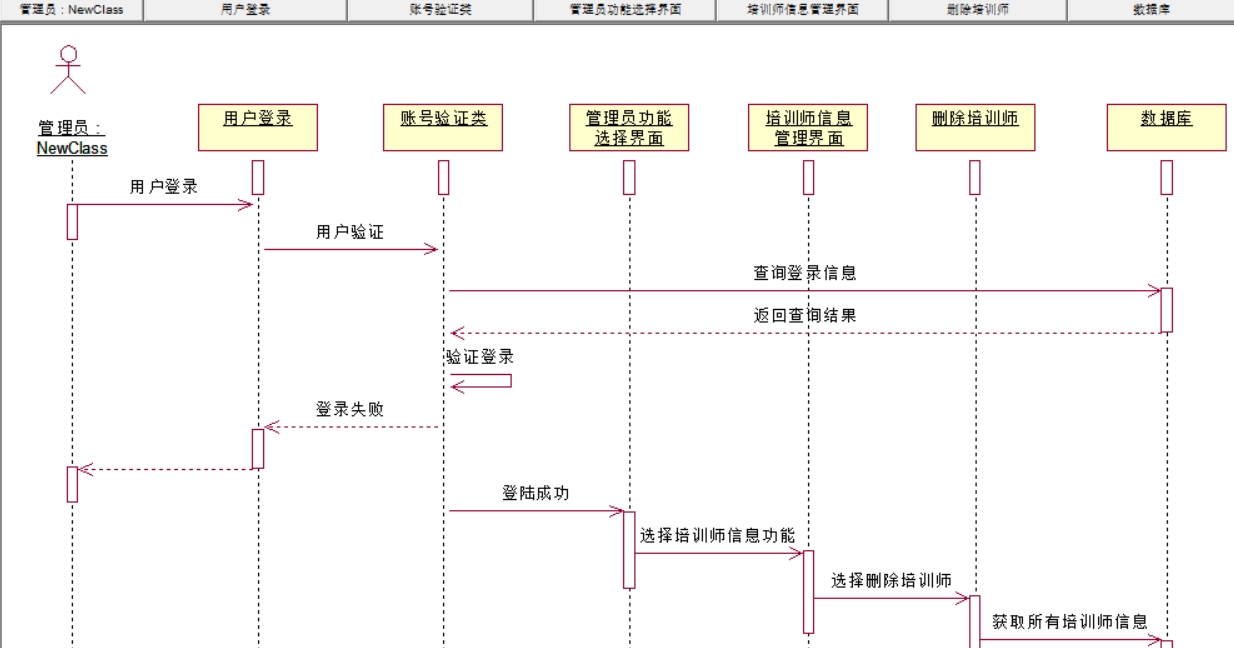 管理员：NewClass
用户登录
账号验证类
管理员功能选择界面
培训师信息管理界面
删除培训师
数据库
管理员：
NewClass
用户登录
账号验证类
管理员功能
选择界面
培训师信息
管理界面
删除培训师
数据库
用户登录
用户验证
查询登录信息
返回查询结果
验证登录
登录失败
登陆成功
选择培训师信息功能
选择删除培训师
获取所有培训师信息